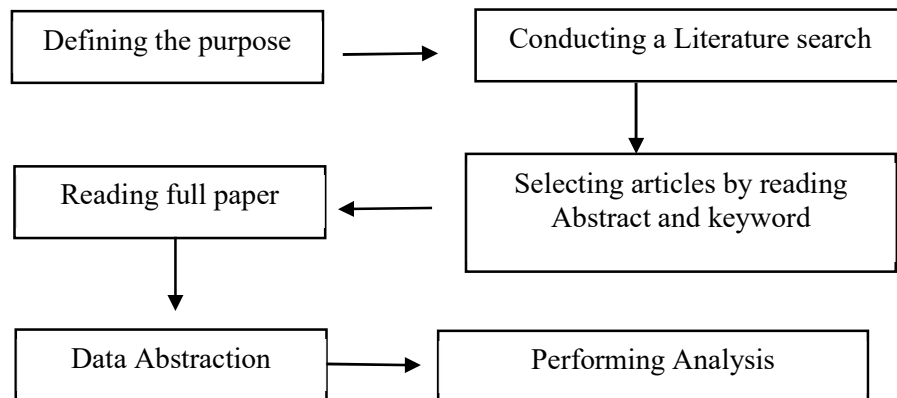 Defining the purpose
Conducting a Literature search
Selecting articles by reading
Abstract and keyword
Reading full paper
Data Abstraction
Performing Analysis